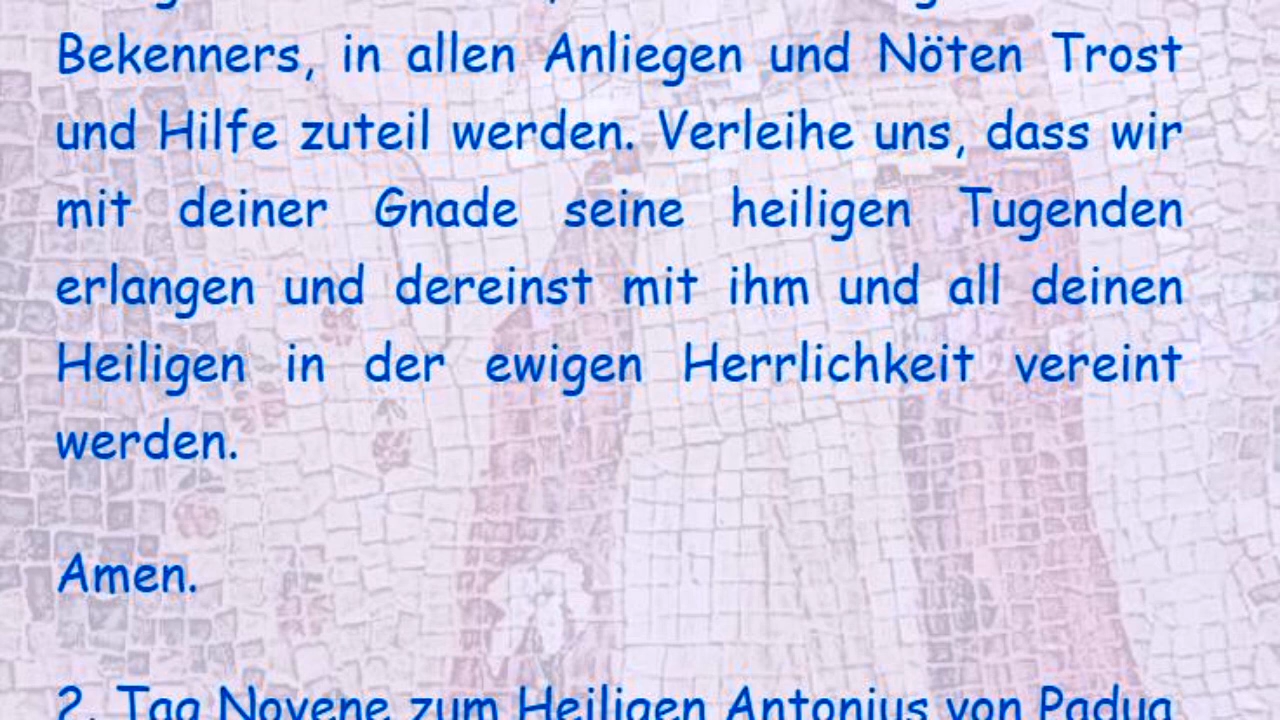 Bekenners, in allen Anliegen und Nöten Trost
und Hilfe zuteil werden. Verleihe uns, dass wir
mit deiner Gnade seine heiligen Tugenden
erlangen und dereinst mit ihm und all deinen
Heiligen in der ewigen Herrlichkeit vereint
werden.
Amen.
2. Tag Novene zum Heiligen Antonius von Padua